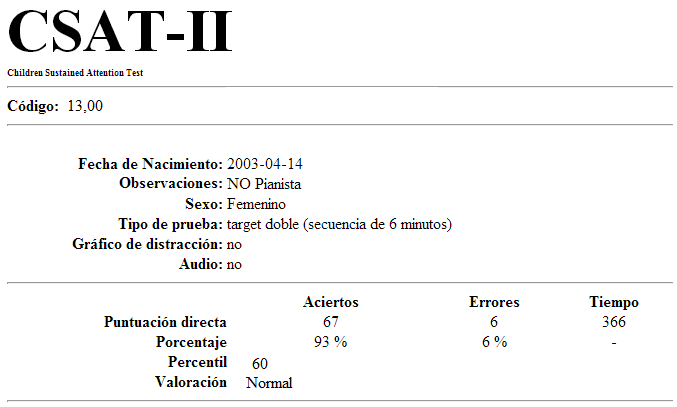 CSAT-II
Children Sustained Attention Test
Código: 13,00
Fecha de Nacimiento: 2003-04-14
Observaciones: NO Pianista
Sexo: Femenino
Tipo de prueba: target doble (secuencia de 6 minutos)
Gráfico de distracción: no
Audio: no
Aciertos Errores Tiempo
Puntuación directa 67 6 366
Porcentaje 93 % 6 % -
Percentil 60
Valoración Normal